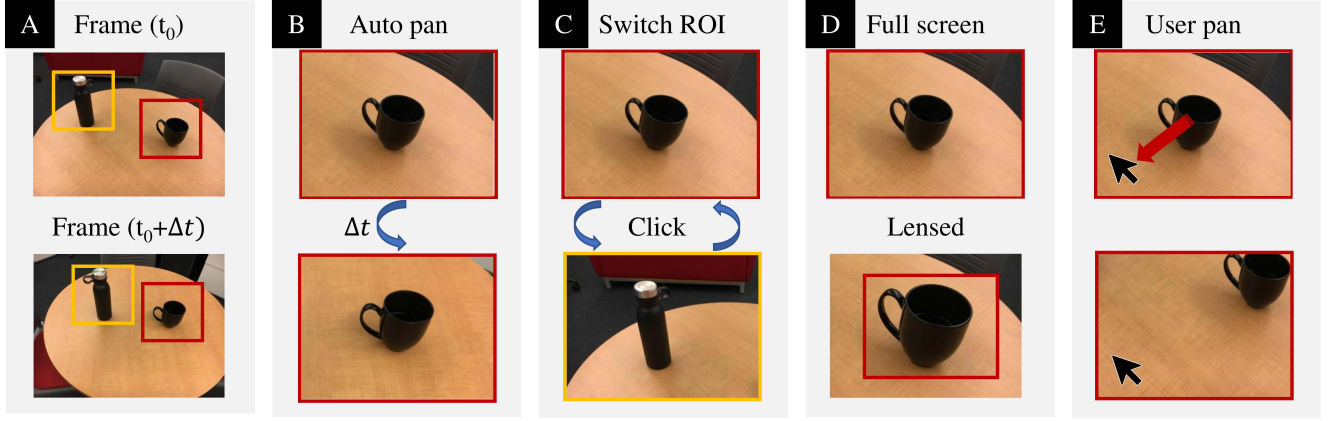 A Frame (t₀)
Frame (t₀+Δt)
B Auto pan
Δt
C Switch ROI
Click
D Full screen
Lensed
E User pan